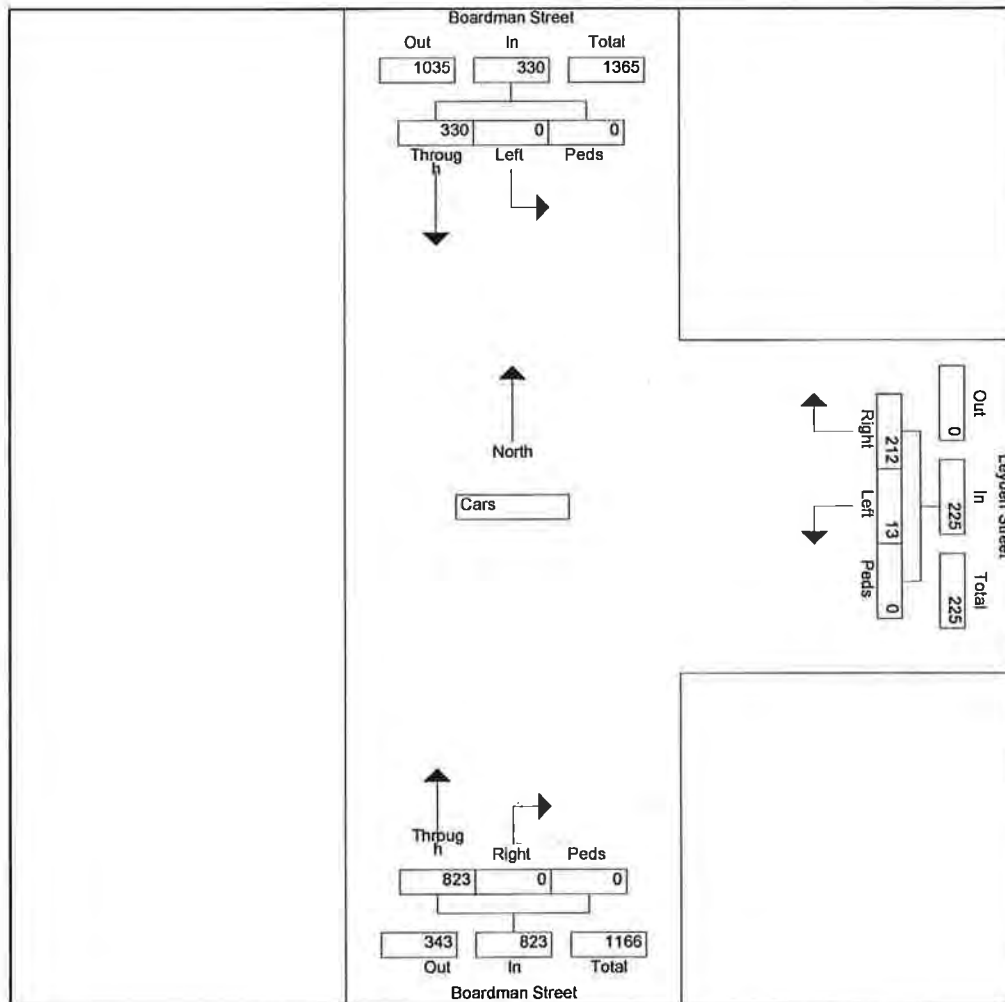 Boardman Street
Out In Total
1035 330 1365
330 0 0
Throug
h
Left Peds
North
Cars
Out
0
In
225
Total
225
Leyden Street
212
13
0
Right
Left
Peds
Throug
h
Right Peds
823 0 0
343 823 1166
Out In Total
Boardman Street